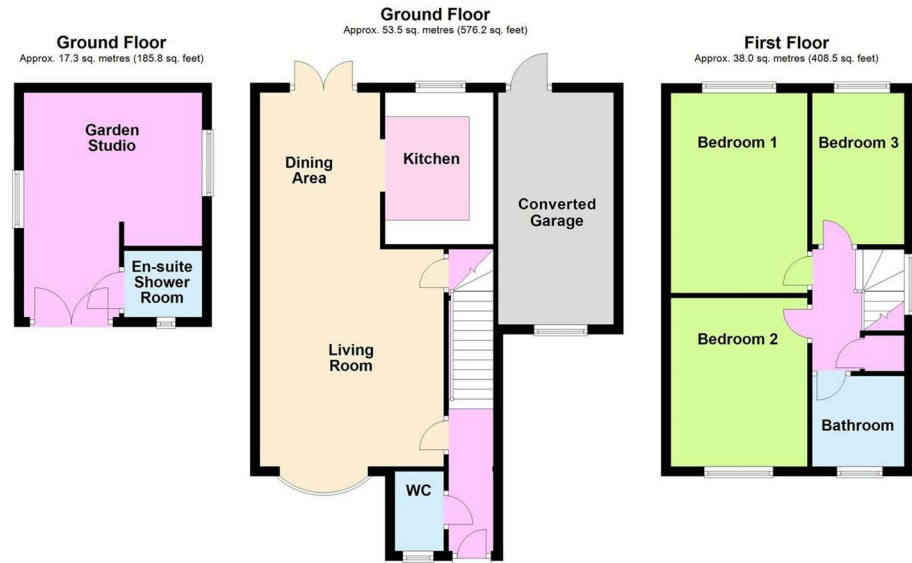 Ground Floor
Approx. 17.3 sq. metres (185.8 sq. feet)
Garden
Studio
En-suite
Shower
Room
Ground Floor
Approx. 53.5 sq. metres (576.2 sq. feet)
Dining
Area
Kitchen
Converted
Garage
Living
Room
WC
First Floor
Approx. 38.0 sq. metres (408.5 sq. feet)
Bedroom 1
Bedroom 3
Bedroom 2
Bathroom